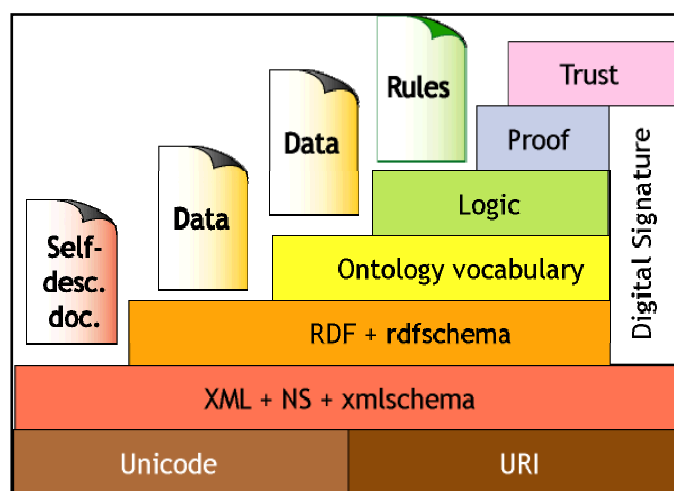 Trust
Rules
Proof
Data
Digital Signature
Logic
Data
Self-
desc.
doc.
Ontology vocabulary
RDF + rdfschema
XML + NS + xmlschema
Unicode
URI